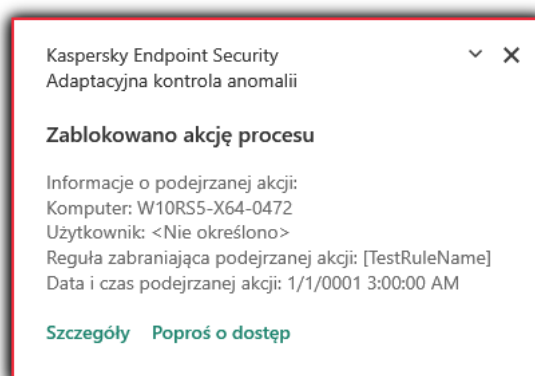 Kaspersky Endpoint Security
Adaptacyjna kontrola anomalii
Zablokowano akcję procesu
Informacje o podejrzanej akcji:
Komputer: W10RS5-X64-0472
Użytkownik: <Nie określono>
Reguła zabraniająca podejrzanej akcji: [TestRuleName]
Data i czas podejrzanej akcji: 1/1/0001 3:00:00 AM
Szczegóły Poproś o dostęp